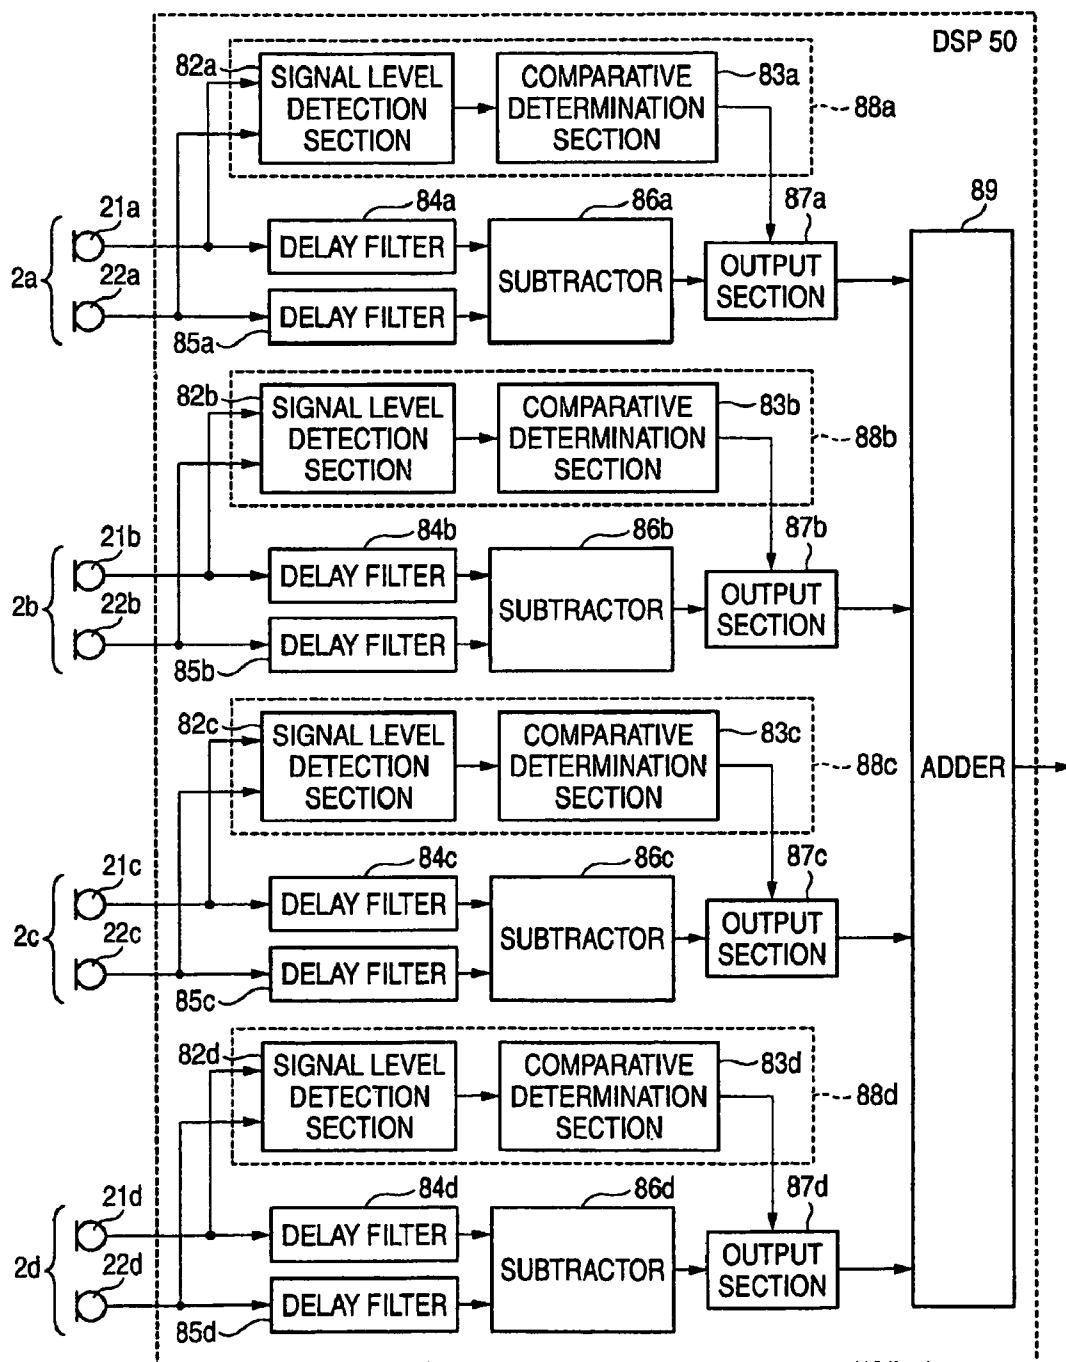 DSP 50
82a
SIGNAL LEVEL
DETECTION
SECTION
COMPARATIVE
DETERMINATION
SECTION
83a
88a
21a
84a
86a
87a
89
2a
22a
DELAY FILTER
SUBTRACTOR
OUTPUT
SECTION
DELAY FILTER
85a
82b
SIGNAL LEVEL
DETECTION
SECTION
COMPARATIVE
DETERMINATION
SECTION
83b
88b
21b
84b
86b
87b
2b
22b
DELAY FILTER
SUBTRACTOR
OUTPUT
SECTION
DELAY FILTER
85b
82c
SIGNAL LEVEL
DETECTION
SECTION
COMPARATIVE
DETERMINATION
SECTION
83c
88c
ADDER
21c
84c
86c
87c
2c
22c
DELAY FILTER
SUBTRACTOR
OUTPUT
SECTION
DELAY FILTER
85c
82d
SIGNAL LEVEL
DETECTION
SECTION
COMPARATIVE
DETERMINATION
SECTION
83d
88d
21d
84d
86d
87d
2d
22d
DELAY FILTER
SUBTRACTOR
OUTPUT
SECTION
DELAY FILTER
85d